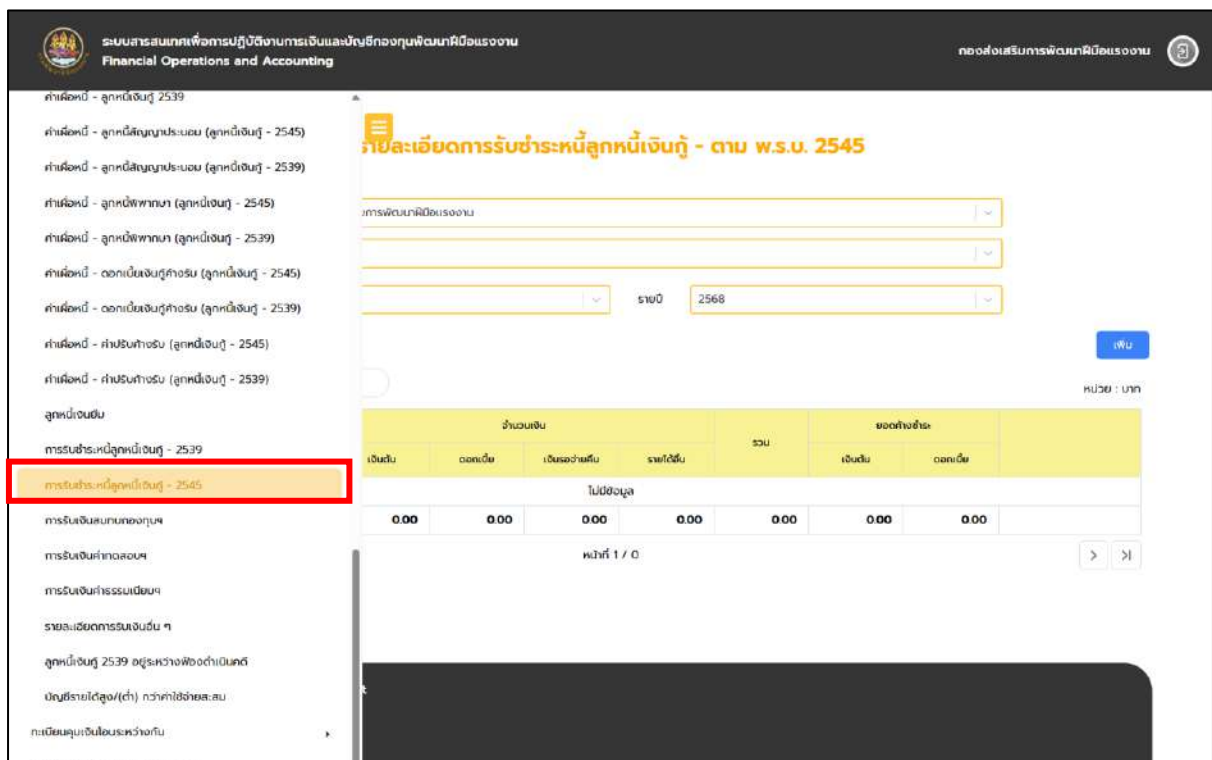 ระบบสารสนเทศเพื่อการปฏิบัติงานการเงินและบัญชีกองทุนพัฒนาฝีมือแรงงาน
Financial Operations and Accounting
กองส่งเสริมการพัฒนาฝีมือแรงงาน
ค่าเผื่อหนี้ - ลูกหนี้เงินกู้ 2539
ค่าเผื่อหนี้ - ลูกหนี้สัญญาประนอม (ลูกหนี้เงินกู้ - 2545)
ค่าเผื่อหนี้ - ลูกหนี้สัญญาประนอม (ลูกหนี้เงินกู้ - 2539)
ค่าเผื่อหนี้ - ลูกหนี้พิพากษา (ลูกหนี้เงินกู้ - 2545)
ค่าเผื่อหนี้ - ลูกหนี้พิพากษา (ลูกหนี้เงินกู้ - 2539)
ค่าเผื่อหนี้ - ดอกเบี้ยเงินกู้ค้างรับ (ลูกหนี้เงินกู้ - 2545)
ค่าเผื่อหนี้ - ดอกเบี้ยเงินกู้ค้างรับ (ลูกหนี้เงินกู้ - 2539)
ค่าเผื่อหนี้ - ค่าปรับค้างรับ (ลูกหนี้เงินกู้ - 2545)
ค่าเผื่อหนี้ - ค่าปรับค้างรับ (ลูกหนี้เงินกู้ - 2539)
ลูกหนี้เงินยืม
การรับชำระหนี้ลูกหนี้เงินกู้ - 2539
การรับชำระหนี้ลูกหนี้เงินกู้ - 2545
การรับเงินสมทบกองทุนฯ
การรับเงินค่าทดสอบฯ
การรับเงินค่าธรรมเนียมฯ
รายละเอียดการรับเงินอื่น ๆ
ลูกหนี้เงินกู้ 2539 อยู่ระหว่างฟ้องดำเนินคดี
บัญชีรายได้สูง/(ต่ำ) กว่าค่าใช้จ่ายสะสม
ทะเบียนคุมเงินโอนระหว่างกัน
รายละเอียดการรับชำระหนี้ลูกหนี้เงินกู้ - ตาม พ.ร.บ. 2545
การพัฒนาฝีมือแรงงาน
รายปี 2568
เพิ่ม
หน่วย : บาท
จำนวนเงิน รวม ยอดค้างชำระ
เงินต้น ดอกเบี้ย เงินรอจ่ายคืน รายได้อื่น เงินต้น ดอกเบี้ย
ไม่มีข้อมูล
0.00 0.00 0.00 0.00 0.00 0.00 0.00
หน้าที่ 1 / 0